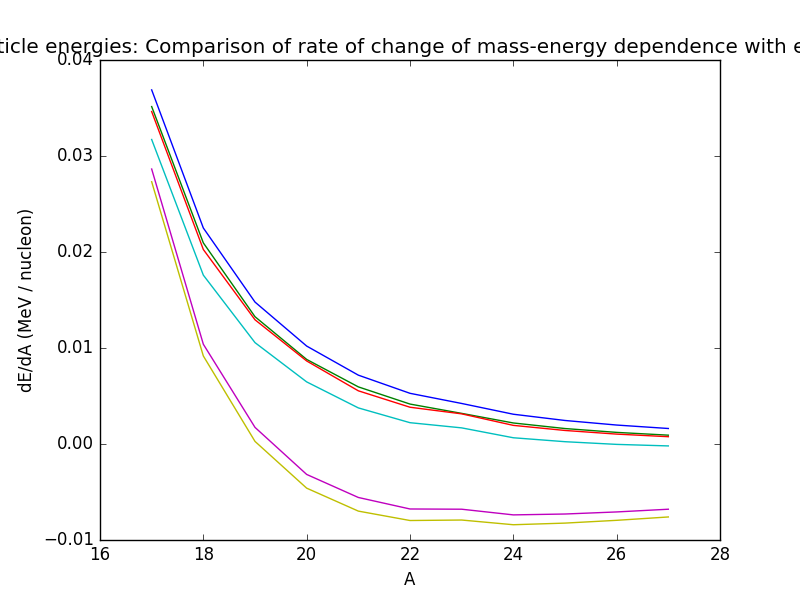 energies: Comparison of rate of change of mass-energy dependence with
0.04
0.03
0.02
0.01
0.00
−0.01
dE/dA (MeV / nucleon)
16 18 20 22 24 26 28
A